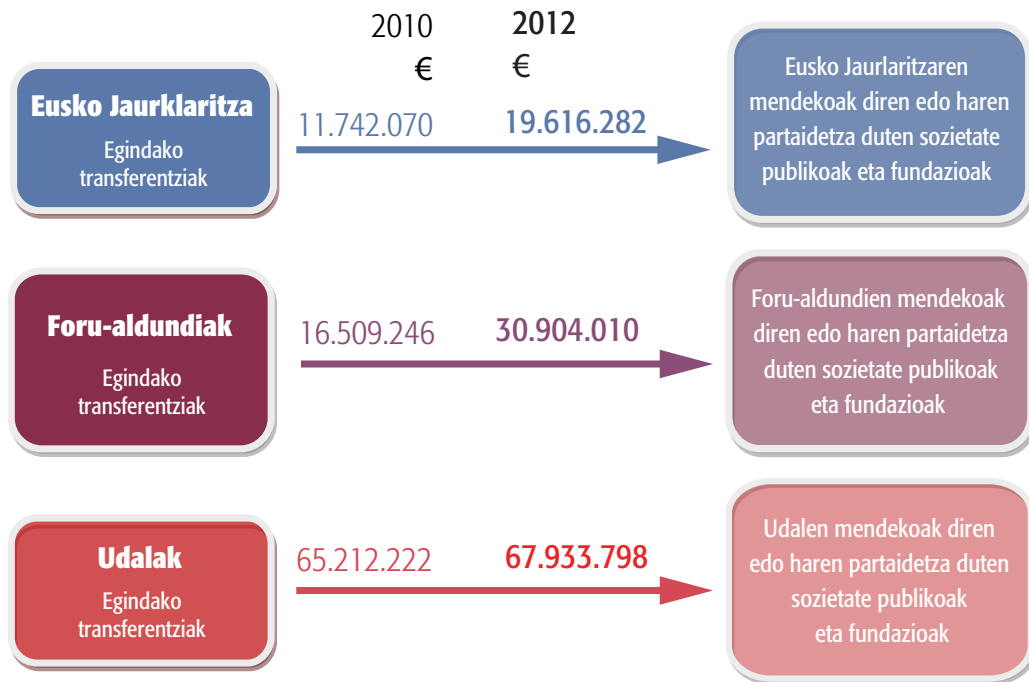 2010
2012
€
€
Eusko Jaurklaritza
Egindako
transferentziak
11.742.070
19.616.282
Eusko Jaurlaritzaren
mendekoak diren edo haren
partaidetza duten sozietate
publikoak eta fundazioak
Foru-aldundiak
Egindako
transferentziak
16.509.246
30.904.010
Foru-aldundien mendekoak
diren edo haren partaidetza
duten sozietate publikoak
eta fundazioak
Udalak
Egindako
transferentziak
65.212.222
67.933.798
Udalen mendekoak diren
edo haren partaidetza duten
sozietate publikoak
eta fundazioak